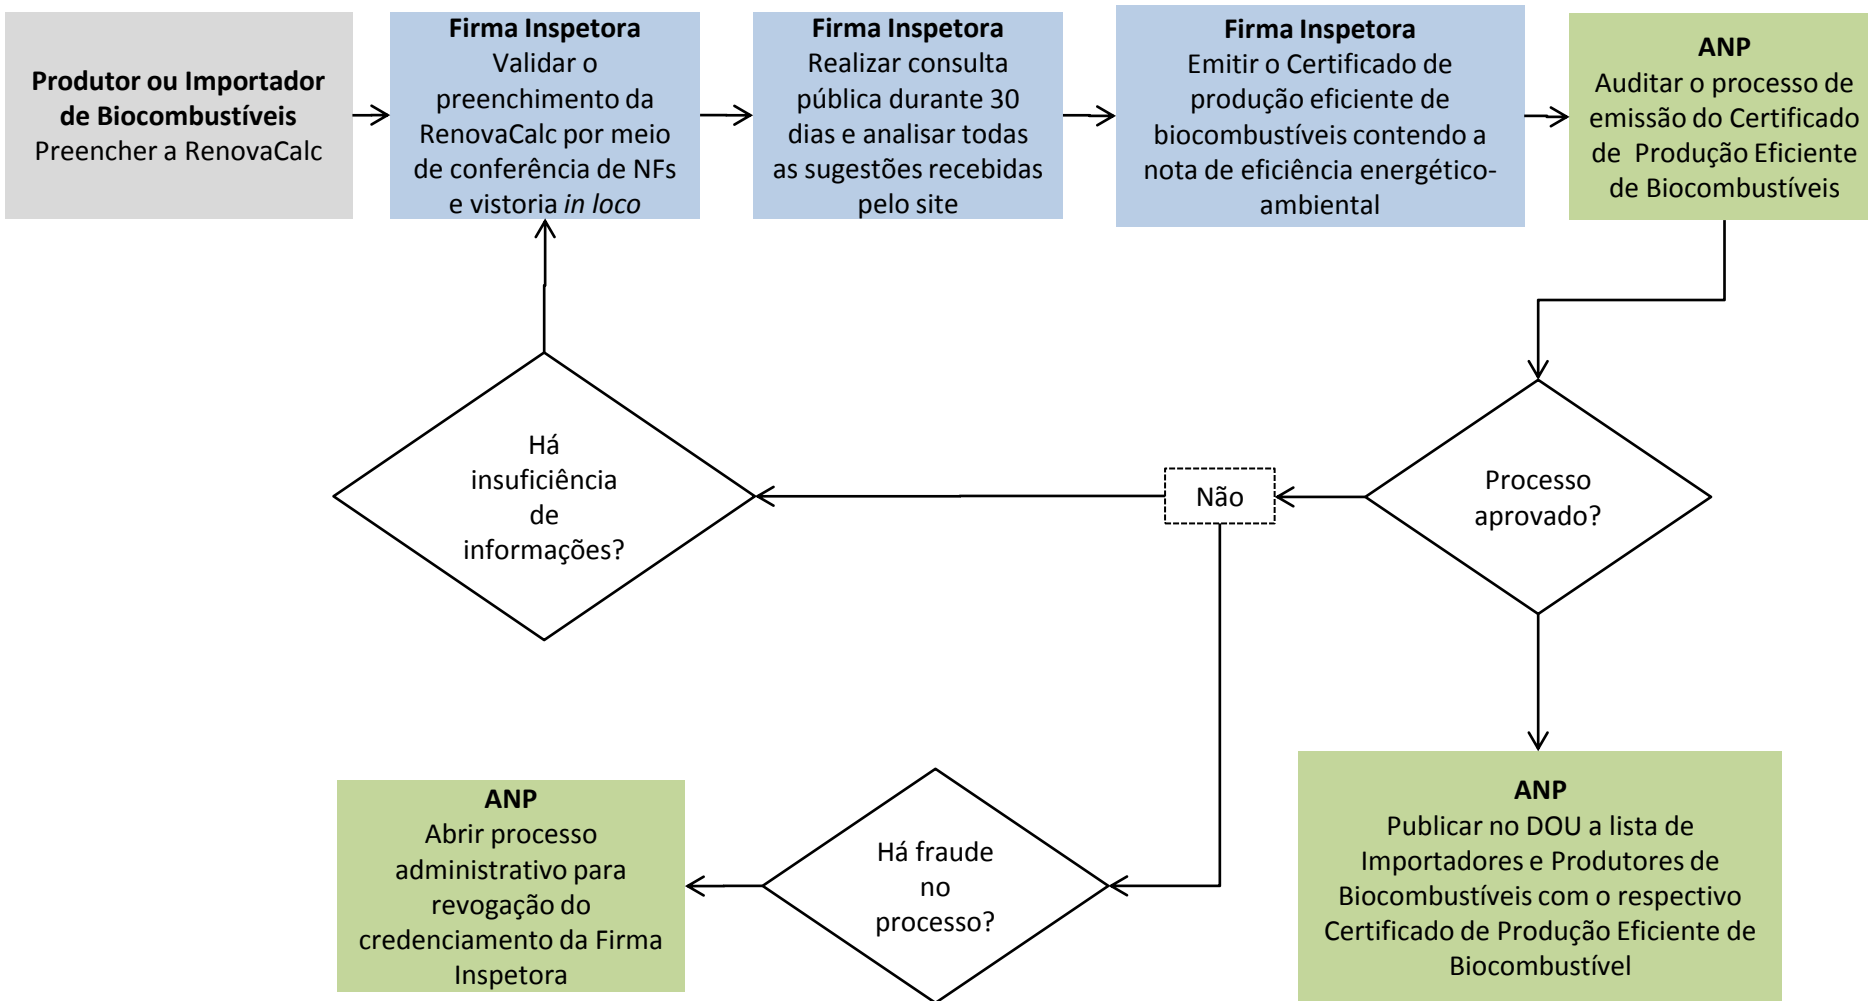 Produtor ou Importador
de Biocombustíveis
Preencher a RenovaCalc
Firma Inspetora
Validar o
preenchimento da
RenovaCalc por meio
de conferência de NFs
e vistoria in loco
Firma Inspetora
Realizar consulta
pública durante 30
dias e analisar todas
as sugestões recebidas
pelo site
Firma Inspetora
Emitir o Certificado de
produção eficiente de
biocombustíveis contendo a
nota de eficiência energético-
ambiental
ANP
Auditar o processo de
emissão do Certificado
de Produção Eficiente
de Biocombustíveis
Há
insuficiência
de
informações?
Não
Processo
aprovado?
ANP
Abrir processo
administrativo para
revogação do
credenciamento da Firma
Inspetora
Há fraude
no
processo?
ANP
Publicar no DOU a lista de
Importadores e Produtores de
Biocombustíveis com o respectivo
Certificado de Produção Eficiente de
Biocombustível